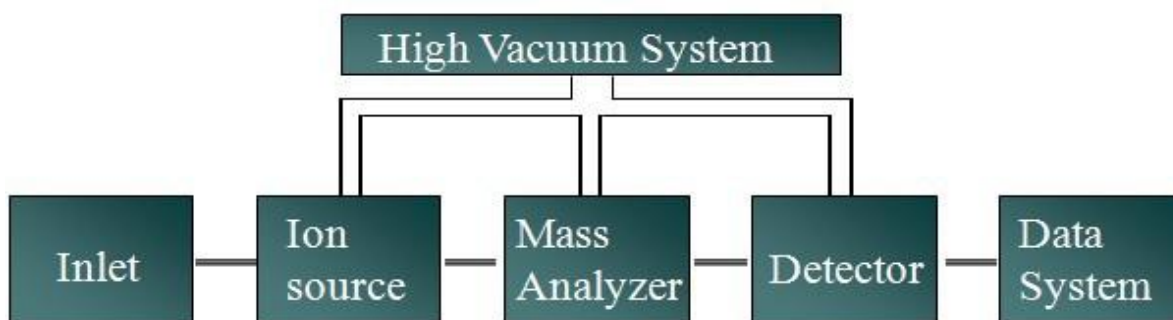 High Vacuum System
Inlet
Ion
source
Mass
Analyzer
Detector
Data
System